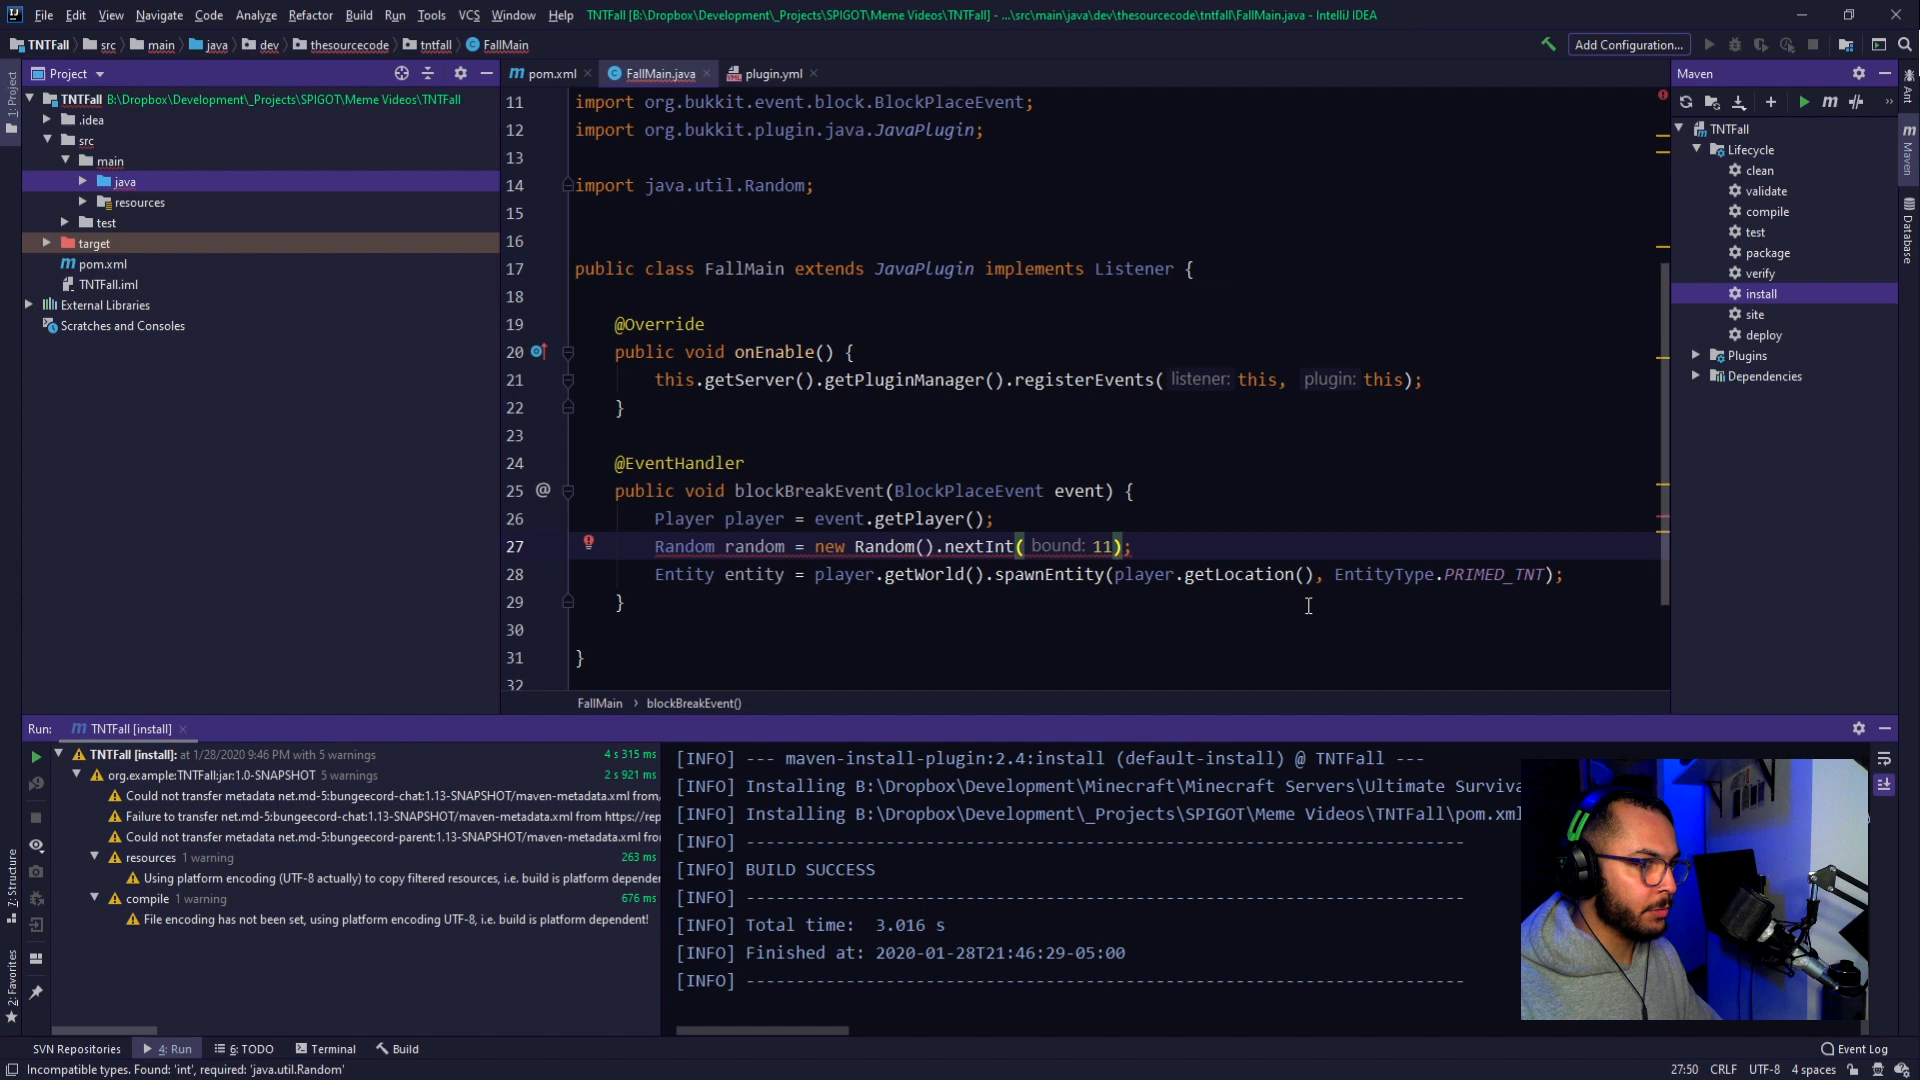 File Edit View Navigate Code Analyze Refactor Build Run Tools VCS Window Help TNTFall [B:\Dropbox\Development\_Projects\SPIGOT\Meme Videos\TNTFall] - ...\src\main\java\dev\thesourcecode\tntfall\FallMain.java - IntelliJ IDEA
TNTFall src main java dev thesourcecode tntfall FallMain Add Configuration...
Project
pom.xml FallMain.java plugin.yml
Maven
1: Project
TNTFall B:\Dropbox\Development\_Projects\SPIGOT\Meme Videos\TNTFall
.idea
src
main
java
resources
test
target
pom.xml
TNTFall.iml
External Libraries
Scratches and Consoles
11 import org.bukkit.event.block.BlockPlaceEvent;
12 import org.bukkit.plugin.java.JavaPlugin;
13
14 import java.util.Random;
15
16
17 public class FallMain extends JavaPlugin implements Listener {
18
19 @Override
20 public void onEnable() {
21 this.getServer().getPluginManager().registerEvents( listener: this, plugin: this);
22 }
23
24 @EventHandler
25 @ public void blockBreakEvent(BlockPlaceEvent event) {
26 Player player = event.getPlayer();
27 Random random = new Random().nextInt( bound: 11);
28 Entity entity = player.getWorld().spawnEntity(player.getLocation(), EntityType.PRIMED_TNT);
29 }
30
31 }
32
FallMain › blockBreakEvent()
TNTFall
Lifecycle
clean
validate
compile
test
package
verify
install
site
deploy
Plugins
Dependencies
Ant
Maven
Database
Run: TNTFall [install]
TNTFall [install]: at 1/28/2020 9:46 PM with 5 warnings 4 s 315 ms
org.example:TNTFall:jar:1.0-SNAPSHOT 5 warnings 2 s 921 ms
Could not transfer metadata net.md-5:bungeecord-chat:1.13-SNAPSHOT/maven-metadata.xml from/
Failure to transfer net.md-5:bungeecord-chat:1.13-SNAPSHOT/maven-metadata.xml from https://rep
Could not transfer metadata net.md-5:bungeecord-parent:1.13-SNAPSHOT/maven-metadata.xml fro
resources 1 warning 263 ms
Using platform encoding (UTF-8 actually) to copy filtered resources, i.e. build is platform depende
compile 1 warning 676 ms
File encoding has not been set, using platform encoding UTF-8, i.e. build is platform dependent!
[INFO] --- maven-install-plugin:2.4:install (default-install) @ TNTFall ---
[INFO] Installing B:\Dropbox\Development\Minecraft\Minecraft Servers\Ultimate Surviva
[INFO] Installing B:\Dropbox\Development\_Projects\SPIGOT\Meme Videos\TNTFall\pom.xml
[INFO] ------------------------------------------------------------------------
[INFO] BUILD SUCCESS
[INFO] ------------------------------------------------------------------------
[INFO] Total time:  3.016 s
[INFO] Finished at: 2020-01-28T21:46:29-05:00
[INFO] ------------------------------------------------------------------------
7: Structure
2: Favorites
SVN Repositories 4: Run 6: TODO Terminal Build Event Log
Incompatible types. Found: 'int', required: 'java.util.Random' 27:50 CRLF UTF-8 4 spaces